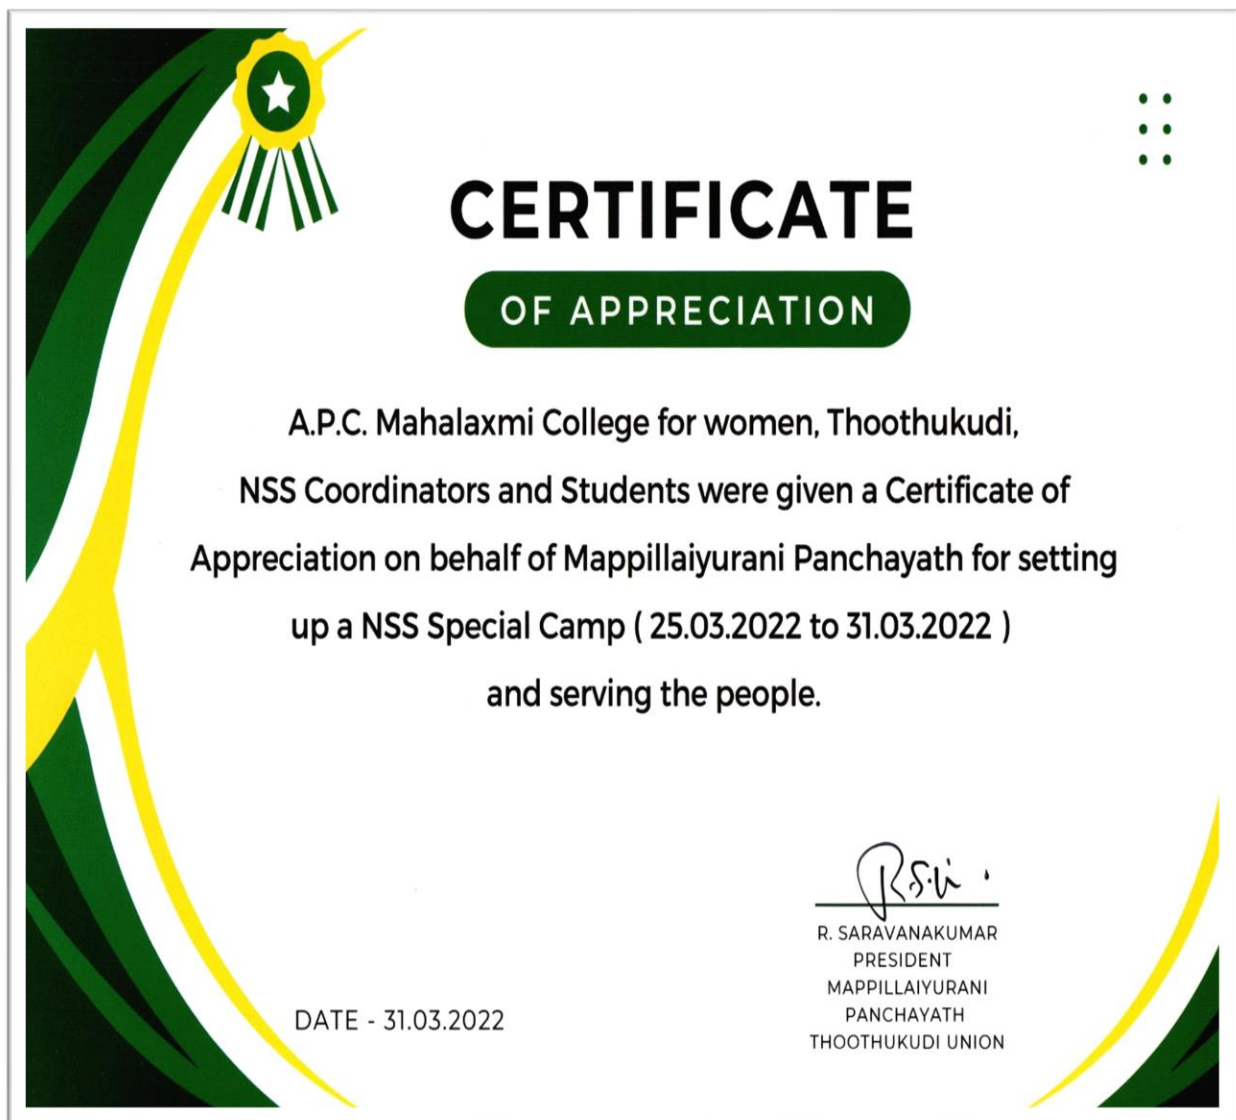 CERTIFICATE
OF APPRECIATION
A.P.C. Mahalaxmi College for women, Thoothukudi,
NSS Coordinators and Students were given a Certificate of
Appreciation on behalf of Mappillaiyurani Panchayath for setting
up a NSS Special Camp ( 25.03.2022 to 31.03.2022 )
and serving the people.
R. SARAVANAKUMAR
PRESIDENT
MAPPILLAIYURANI
PANCHAYATH
THOOTHUKUDI UNION
DATE - 31.03.2022